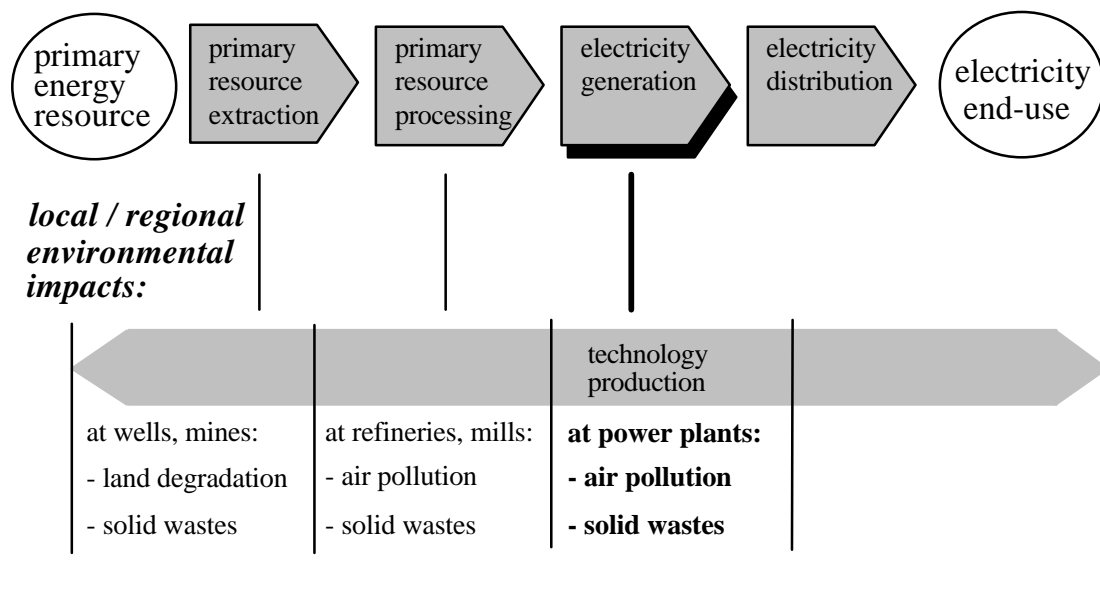 primary
energy
resource
primary
resource
extraction
primary
resource
processing
electricity
generation
electricity
distribution
electricity
end-use
local / regional
environmental
impacts:
technology
production
at wells, mines:
- land degradation
- solid wastes
at refineries, mills:
- air pollution
- solid wastes
at power plants:
- air pollution
- solid wastes